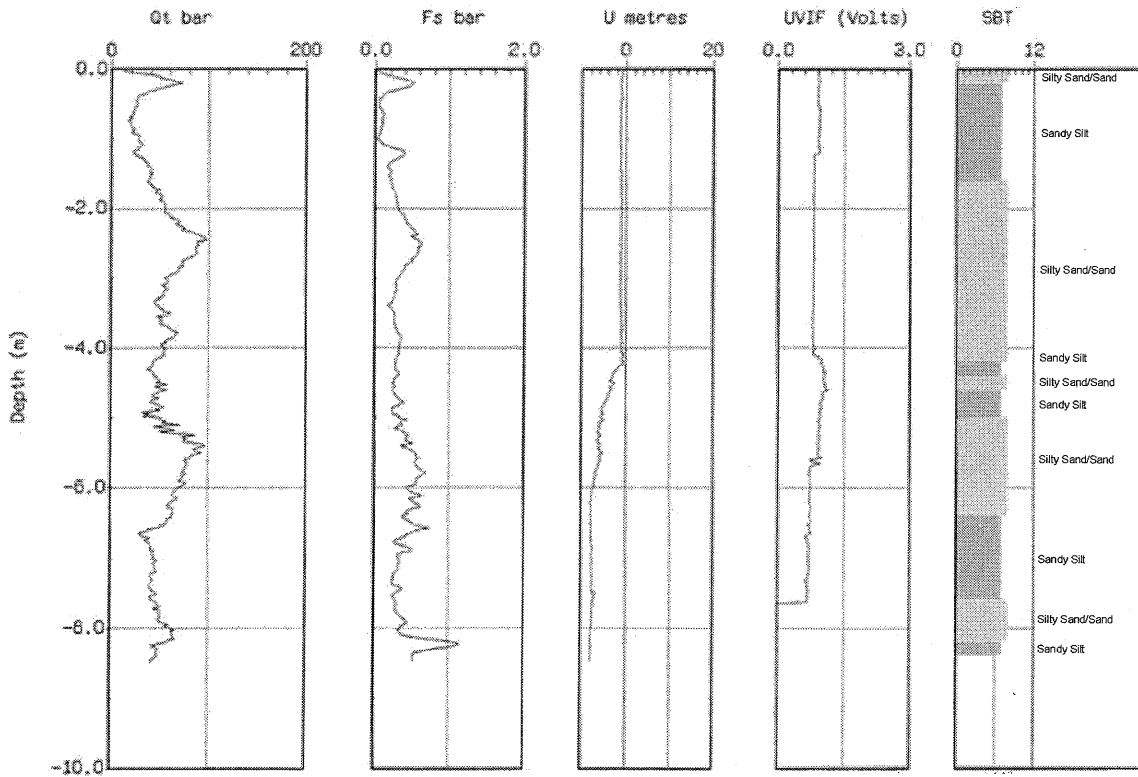 Qt bar Fs bar U metres UVIF (Volts) SBT
0 200 0.0 2.0 0 20 0.0 3.0 0 12
0.0
Silty Sand/Sand
Sandy Silt
-2.0
Silty Sand/Sand
Depth (m)
-4.0
Sandy Silt
Silty Sand/Sand
Sandy Silt
Silty Sand/Sand
-6.0
Sandy Silt
Silty Sand/Sand
-8.0
Sandy Silt
-10.0